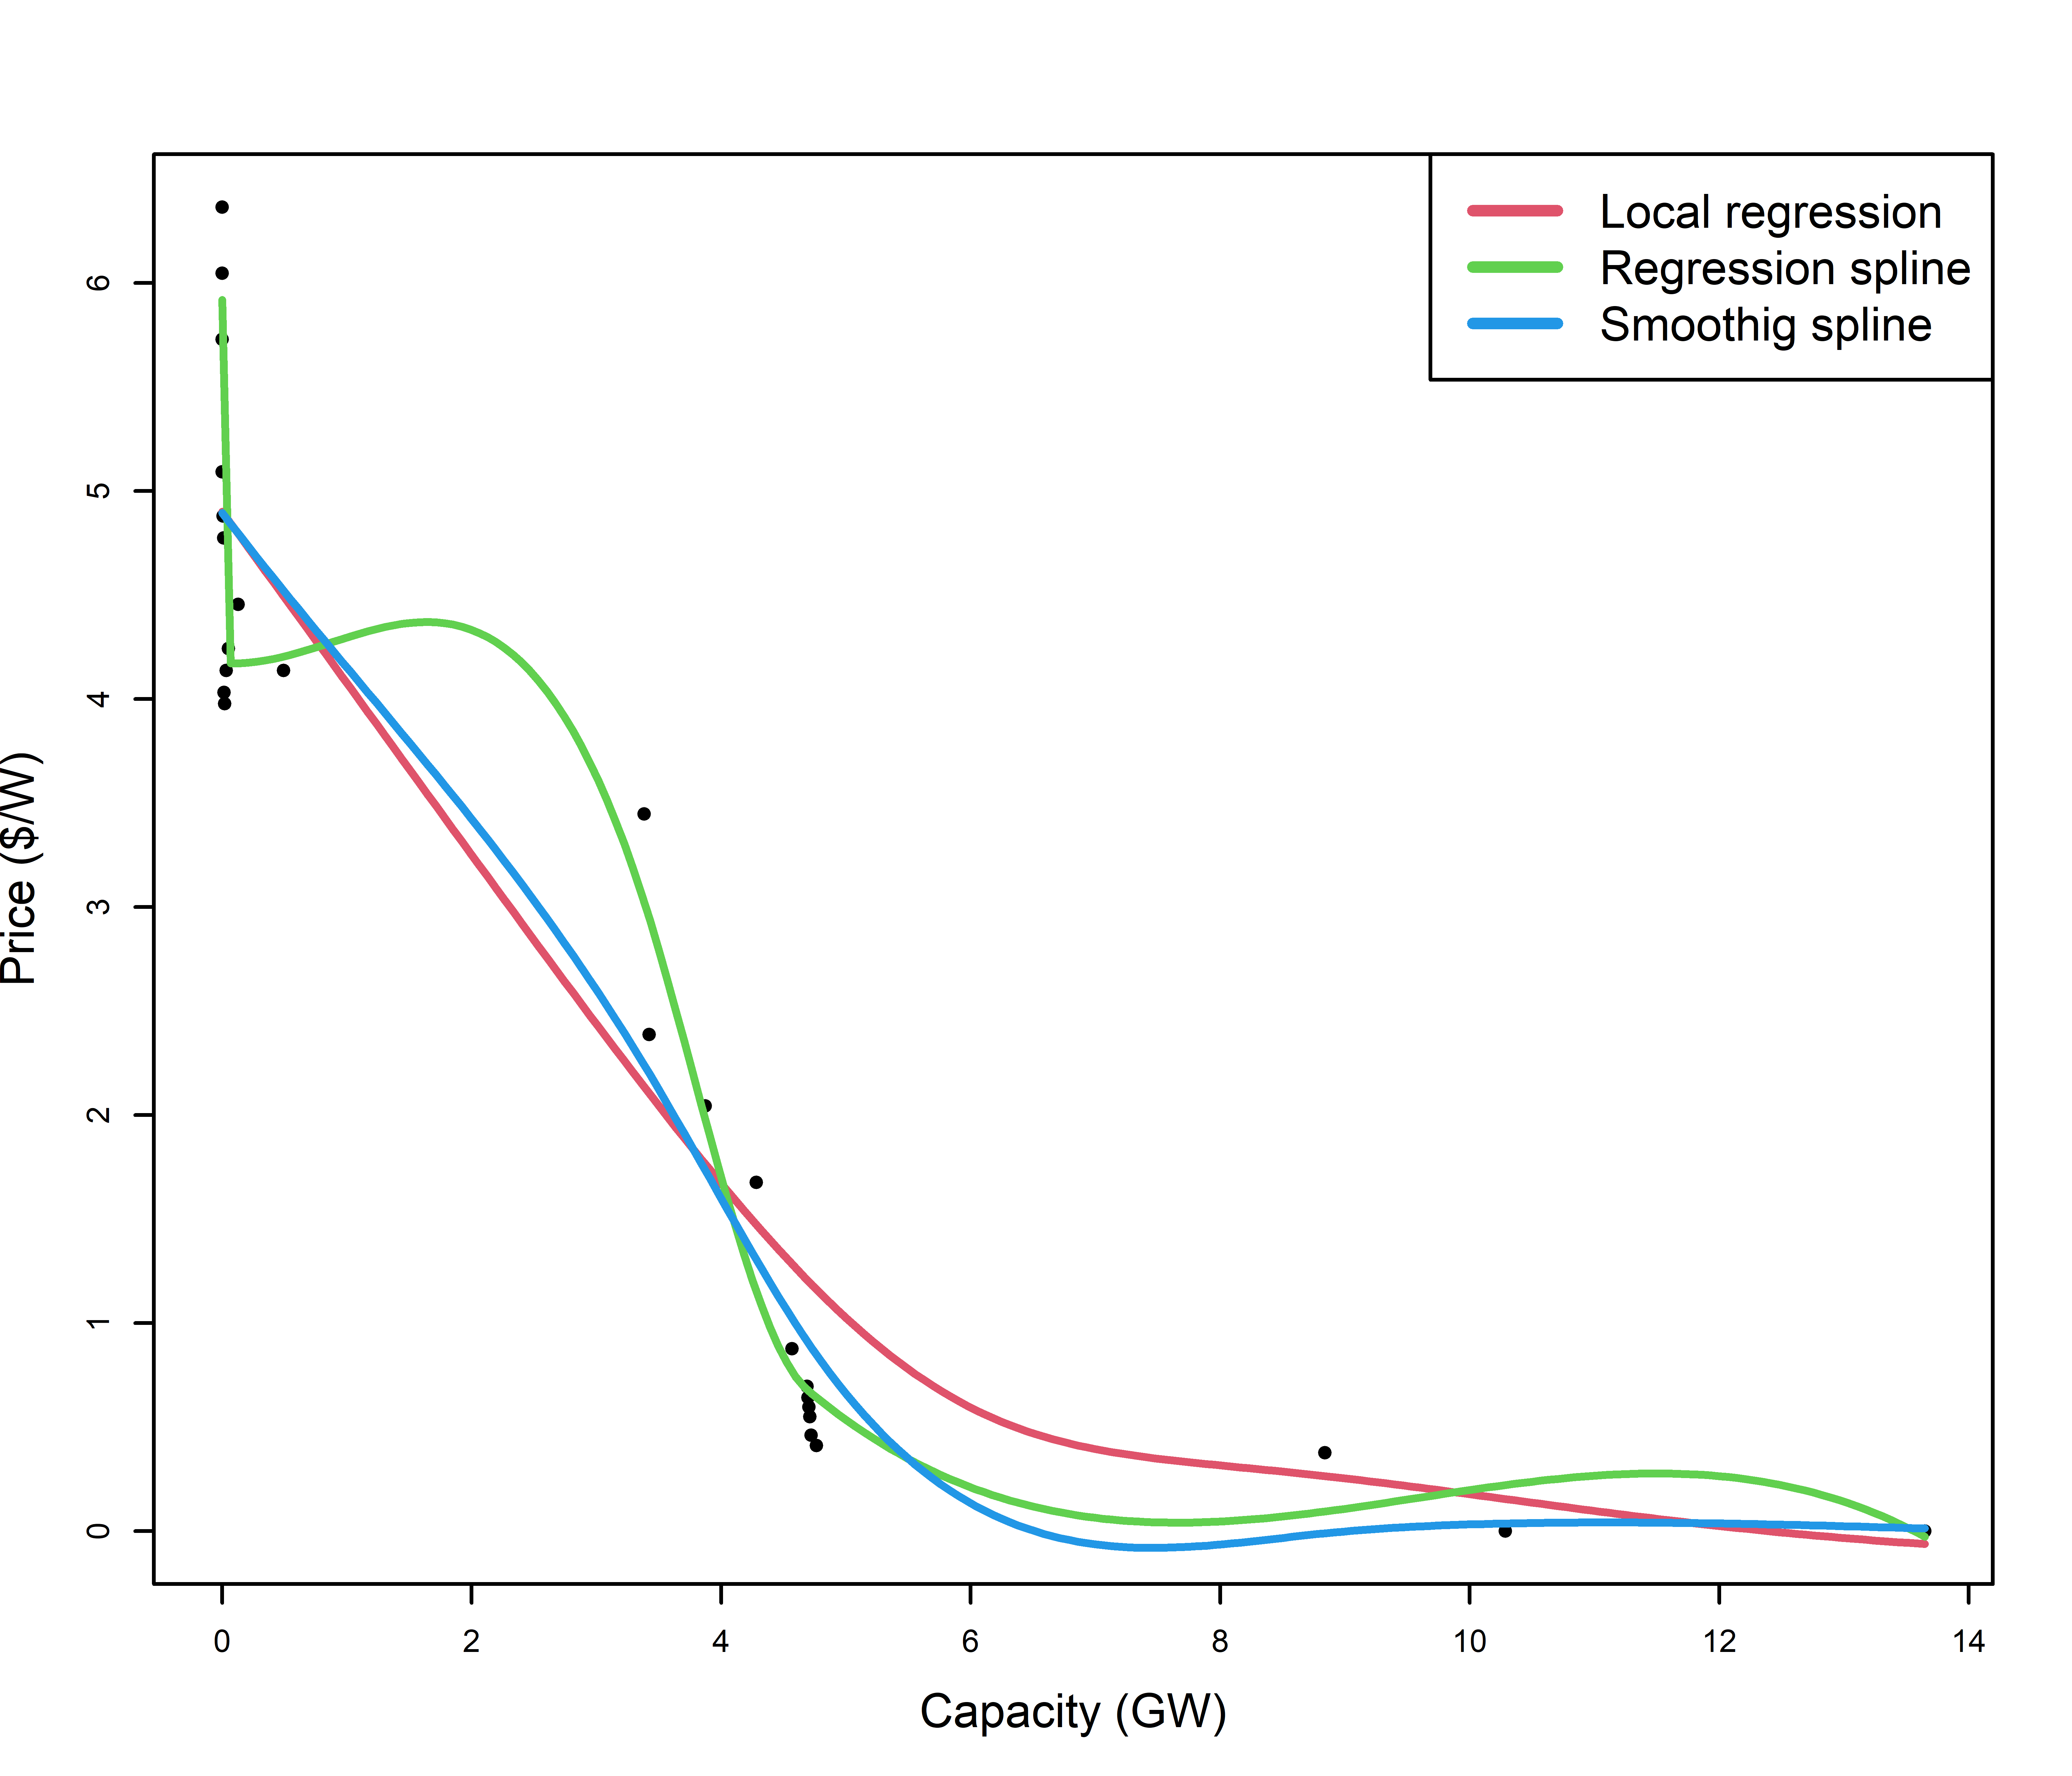 Local regression
Regression spline
Smoothig spline
6
5
4
3
2
1
0
Price ($/W)
0 2 4 6 8 10 12 14
Capacity (GW)